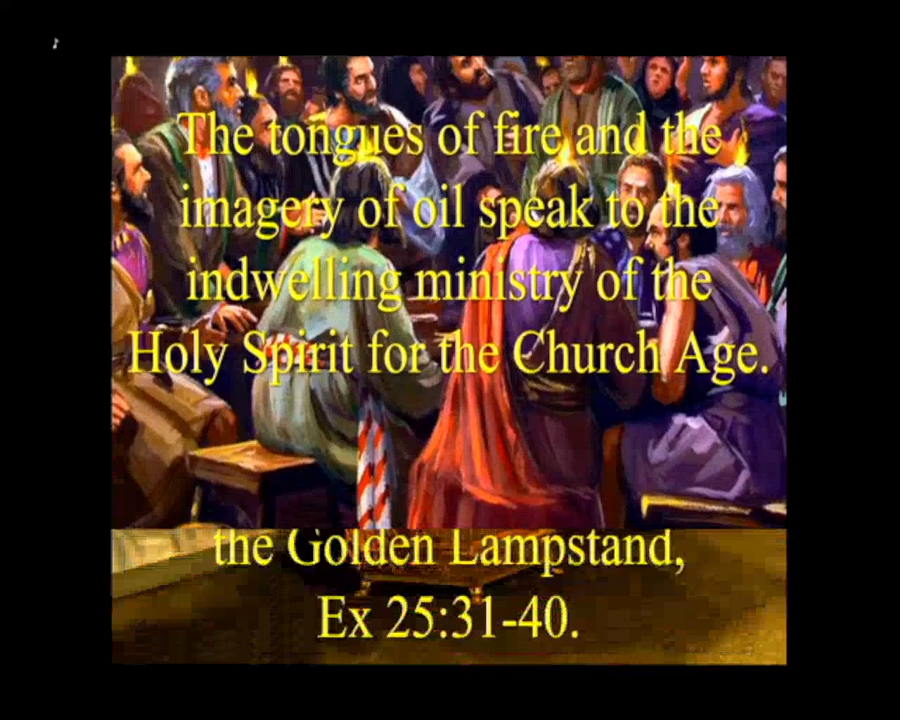 The tongues of fire and the
imagery of oil speak to the
indwelling ministry of the
Holy Spirit for the Church Age.
the Golden Lampstand,
Ex 25:31-40.